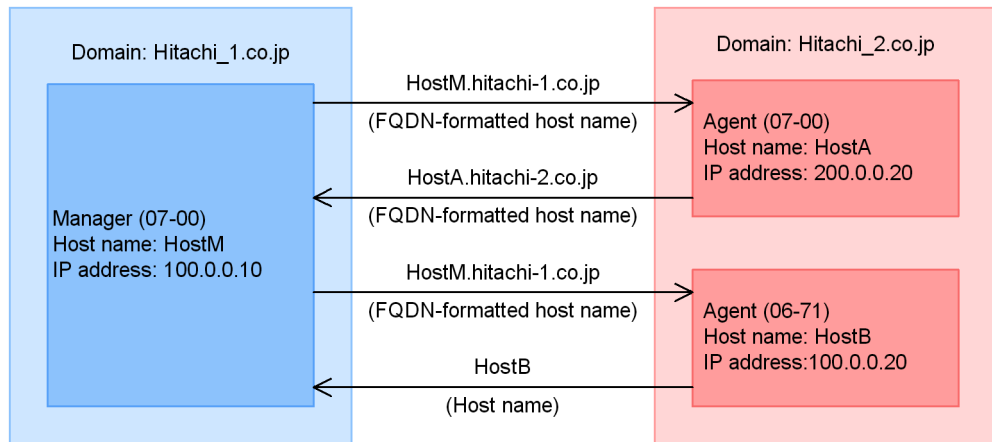 Domain: Hitachi_1.co.jp
Domain: Hitachi_2.co.jp
Manager (07-00)
Host name: HostM
IP address: 100.0.0.10
HostM.hitachi-1.co.jp
(FQDN-formatted host name)
HostA.hitachi-2.co.jp
(FQDN-formatted host name)
HostM.hitachi-1.co.jp
(FQDN-formatted host name)
HostB
(Host name)
Agent (07-00)
Host name: HostA
IP address: 200.0.0.20
Agent (06-71)
Host name: HostB
IP address:100.0.0.20